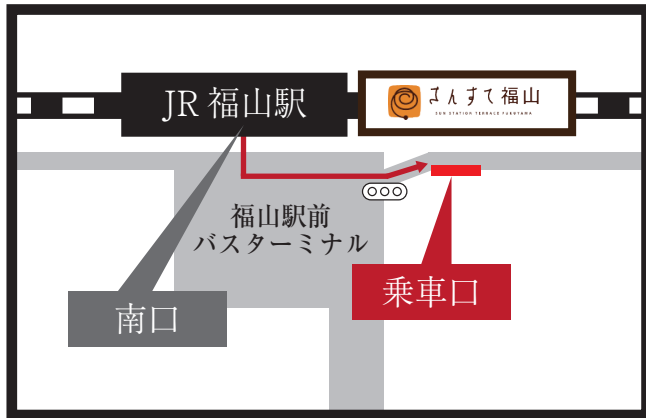 JR 福山駅
さんすて福山
SUN STATION TERRACE FUKUYAMA
福山駅前
バスターミナル
南口
乗車口